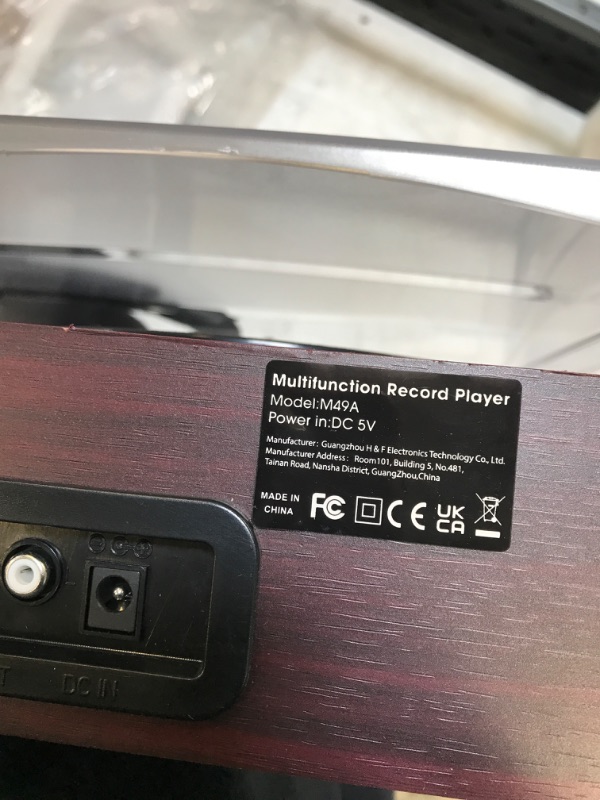 Multifunction Record Player
Model:M49A
Power in:DC 5V
Manufacturer: Guangzhou H & F Electronics Technology Co., Ltd.
Manufacturer Address : Room101, Building 5, No.481,
Tainan Road, Nansha District, GuangZhou,China
MADE IN
CHINA
FC CE UK
CA
DC IN